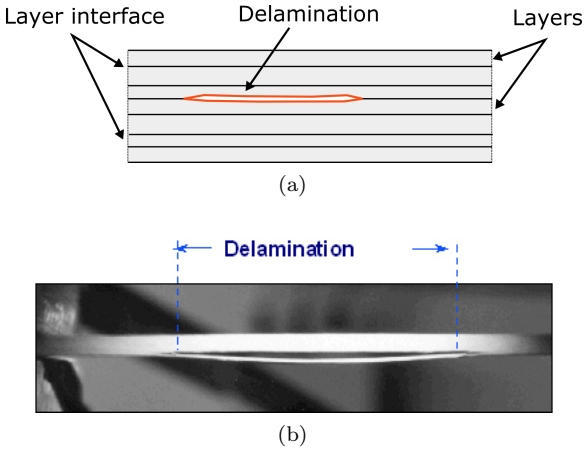 Layer interface
Delamination
Layers
(a)
Delamination
(b)